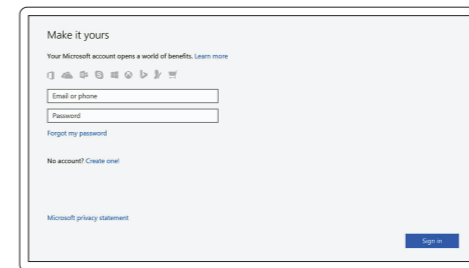 Make it yours
Your Microsoft account opens a world of benefits. Learn more
Email or phone
Password
Forgot my password
No account? Create one!
Microsoft privacy statement
Sign in